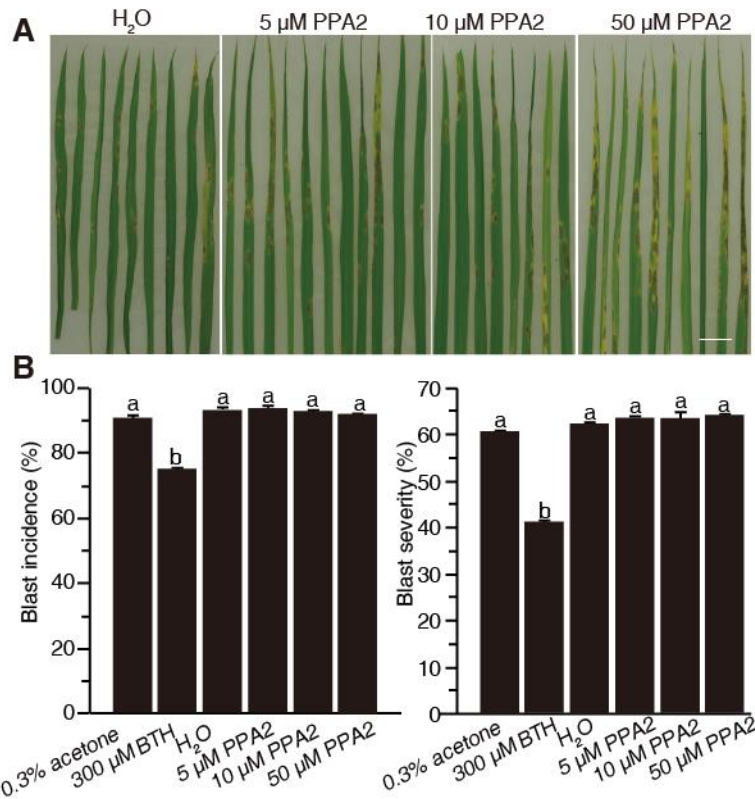 A
H₂O 5 µM PPA2 10 µM PPA2 50 µM PPA2
B
Blast incidence (%)
100
80
60
40
20
0
a b a a a a
0.3% acetone 300 µM BTH H₂O 5 µM PPA2 10 µM PPA2 50 µM PPA2
Blast severity (%)
70
60
50
40
30
20
10
0
a b a a a a
0.3% acetone 300 µM BTH H₂O 5 µM PPA2 10 µM PPA2 50 µM PPA2